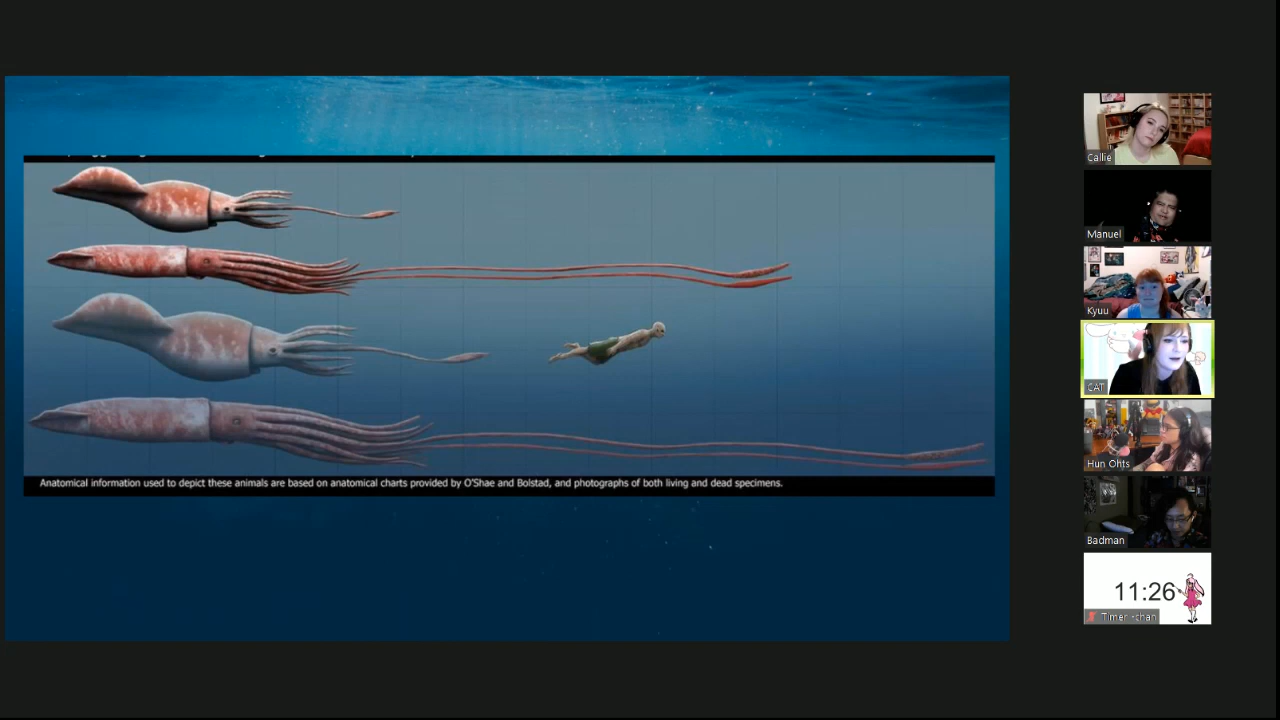 Anatomical information used to depict these animals are based on anatomical charts provided by O'Shae and Bolstad, and photographs of both living and dead specimens.
Callie
Manuel
Kyuu
CAT
Hun Ohts
Badman
11:26
Timer-chan